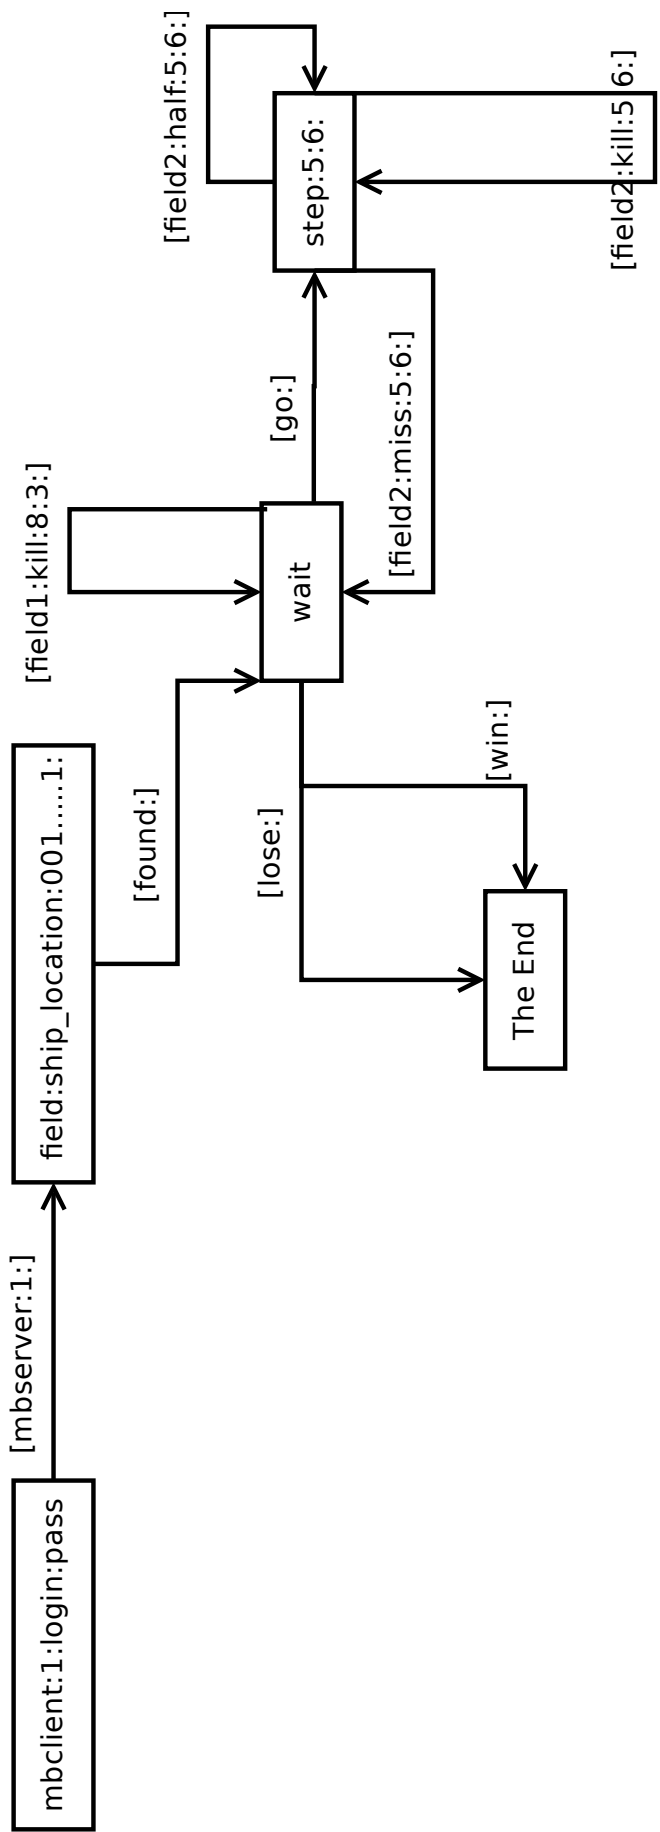 mbclient:1:login:pass
[mbserver:1:]
field:ship_location:001.....1:
[found:]
[field1:kill:8:3:]
wait
[lose:]
[win:]
The End
[go:]
[field2:miss:5:6:]
step:5:6:
[field2:half:5:6:]
[field2:kill:5:6:]